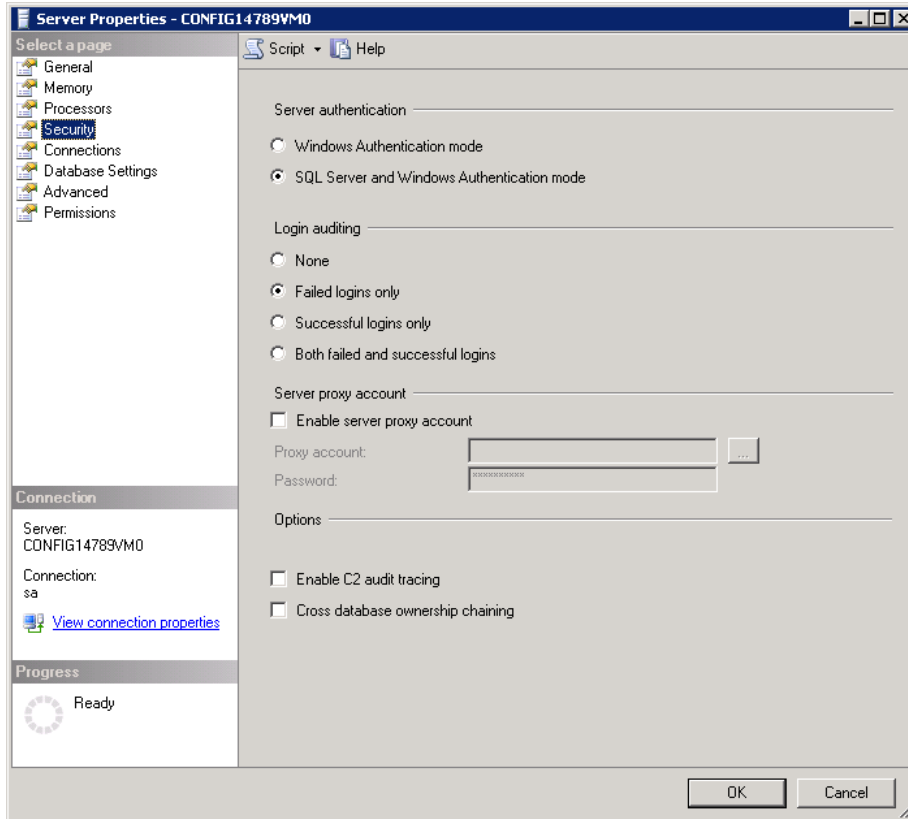 Server Properties - CONFIG14789VM0
Select a page
General
Memory
Processors
Security
Connections
Database Settings
Advanced
Permissions
Script Help
Server authentication
Windows Authentication mode
SQL Server and Windows Authentication mode
Login auditing
None
Failed logins only
Successful logins only
Both failed and successful logins
Server proxy account
Enable server proxy account
Proxy account:
...
Password:
**********
Options
Enable C2 audit tracing
Cross database ownership chaining
Connection
Server:
CONFIG14789VM0
Connection:
sa
View connection properties
Progress
Ready
OK Cancel